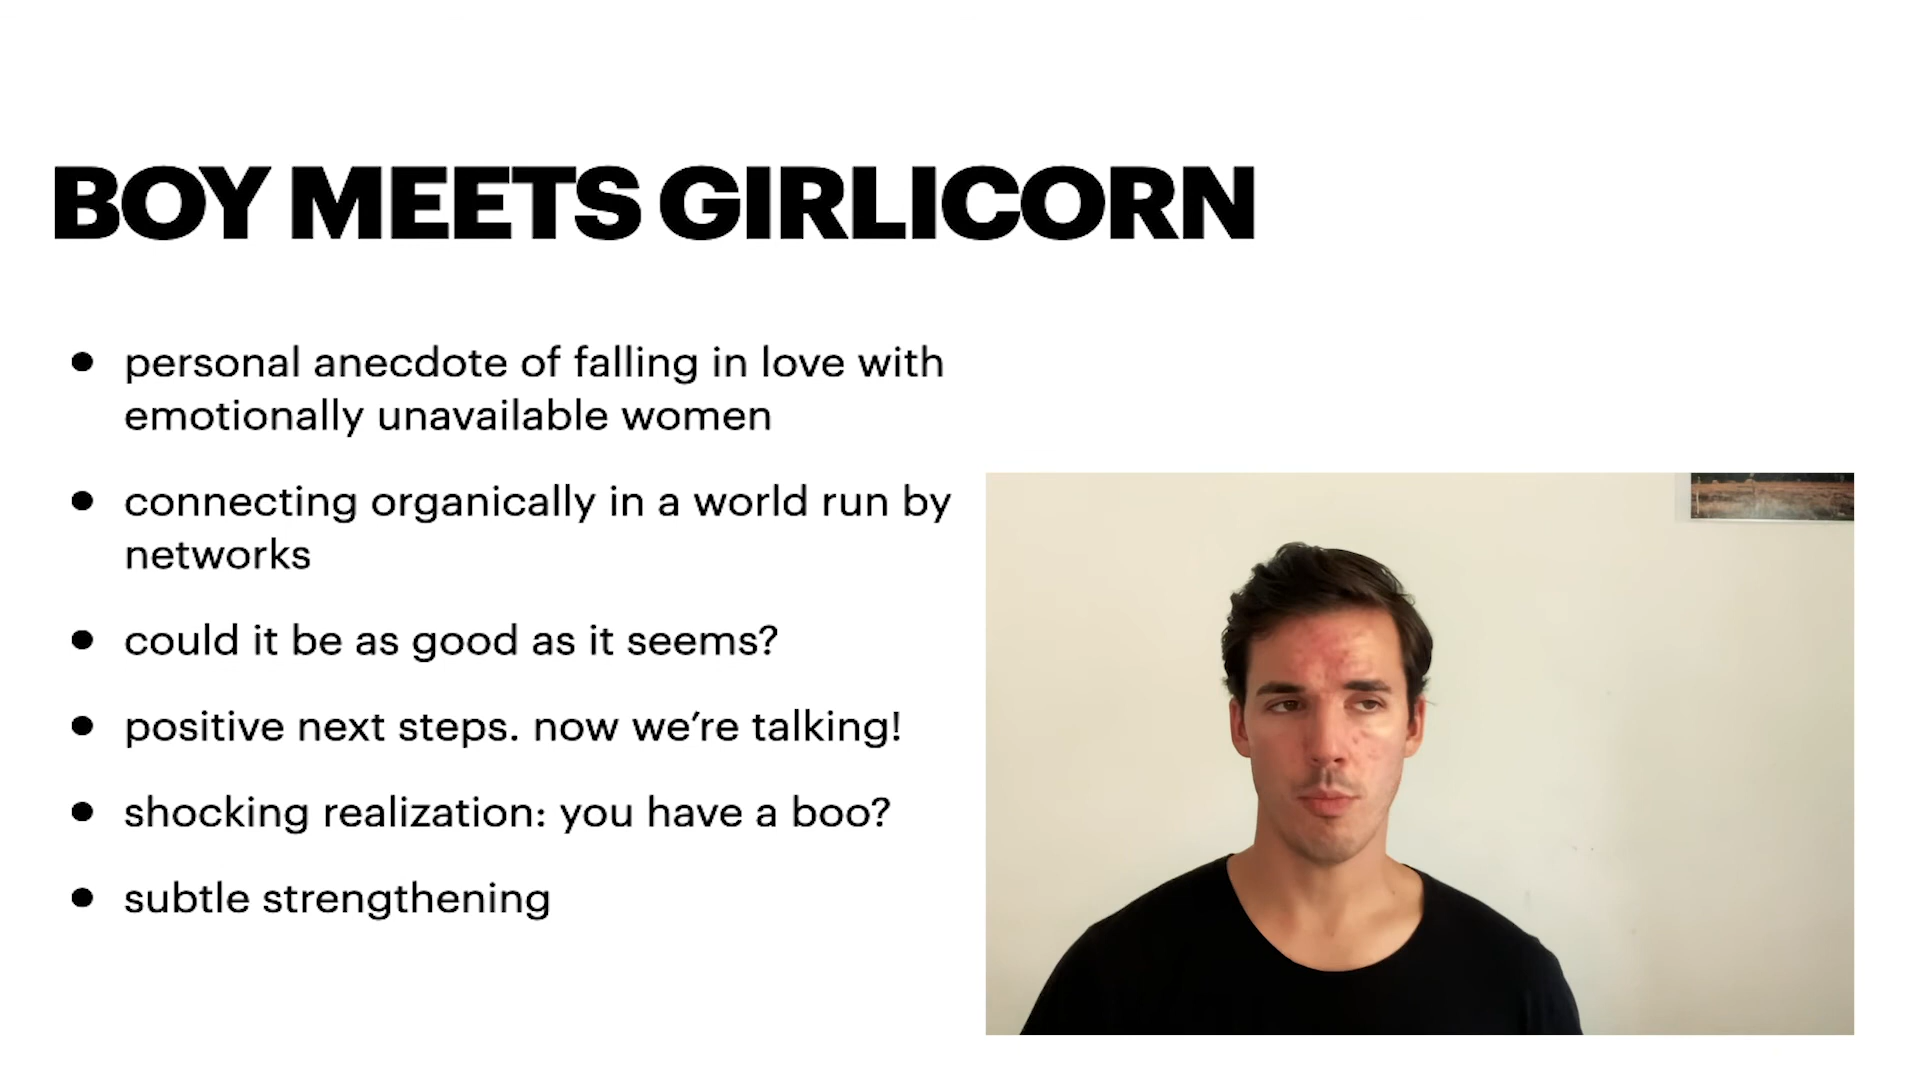 BOY MEETS GIRLICORN
● personal anecdote of falling in love with
emotionally unavailable women
● connecting organically in a world run by
networks
● could it be as good as it seems?
● positive next steps. now we’re talking!
● shocking realization: you have a boo?
● subtle strengthening